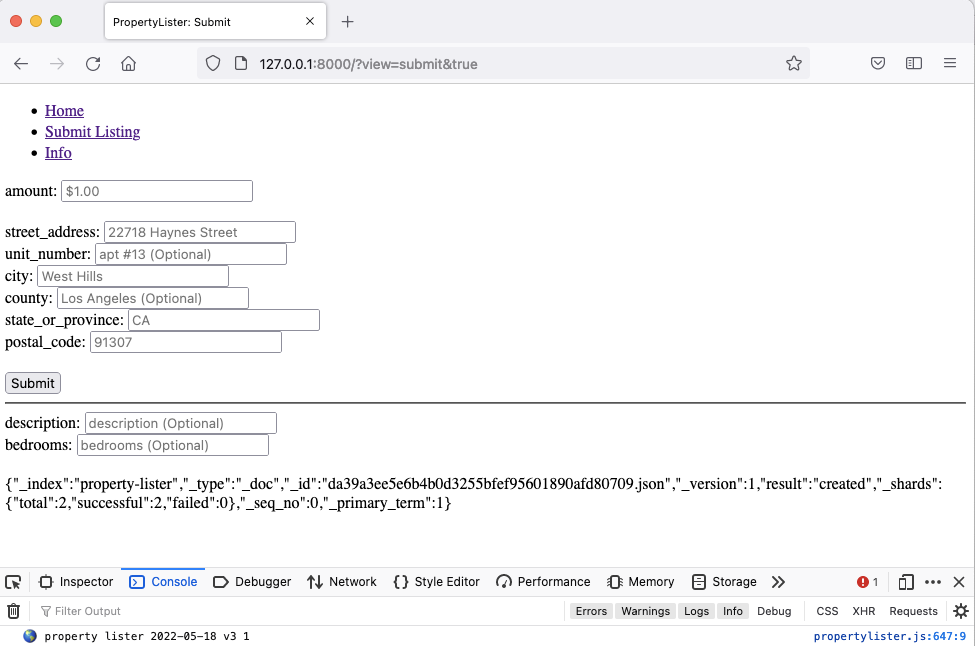 PropertyLister: Submit
127.0.0.1:8000/?view=submit&true
Home
Submit Listing
Info
amount: $1.00
street_address: 22718 Haynes Street
unit_number: apt #13 (Optional)
city: West Hills
county: Los Angeles (Optional)
state_or_province: CA
postal_code: 91307
Submit
description: description (Optional)
bedrooms: bedrooms (Optional)
{"_index":"property-lister","_type":"_doc","_id":"da39a3ee5e6b4b0d3255bfef95601890afd80709.json","_version":1,"result":"created","_shards":
{"total":2,"successful":2,"failed":0},"_seq_no":0,"_primary_term":1}
Inspector Console Debugger Network Style Editor Performance Memory Storage 1
Filter Output Errors Warnings Logs Info Debug CSS XHR Requests
property lister 2022-05-18 v3 1 propertylister.js:647:9